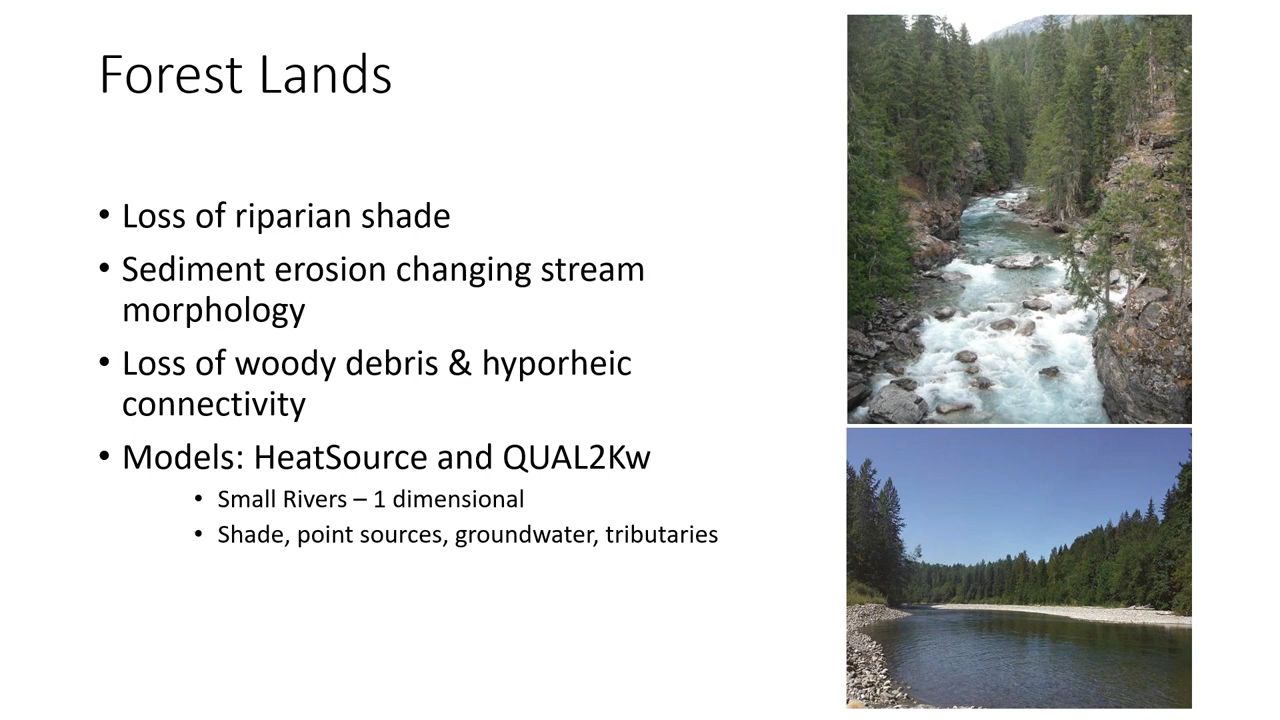 Forest Lands
• Loss of riparian shade
• Sediment erosion changing stream
morphology
• Loss of woody debris & hyporheic
connectivity
• Models: HeatSource and QUAL2Kw
• Small Rivers – 1 dimensional
• Shade, point sources, groundwater, tributaries